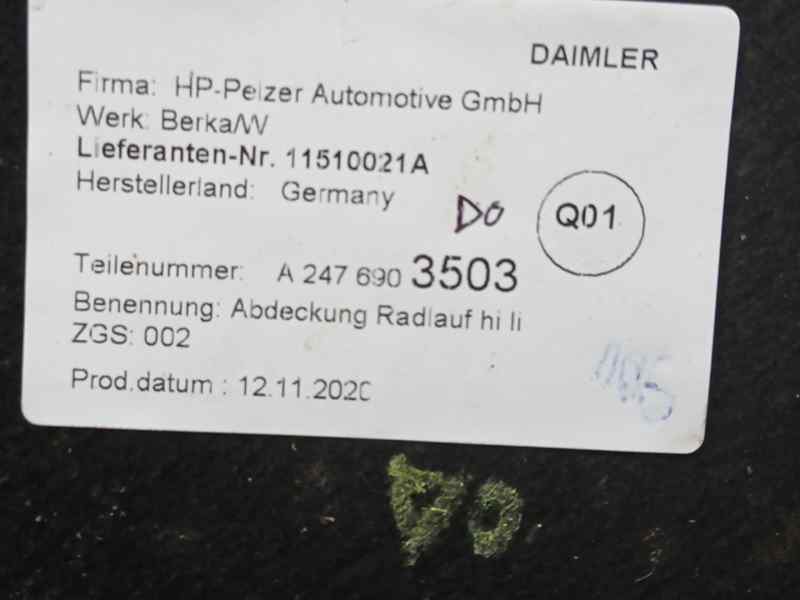 DAIMLER
Firma: HP-Pelzer Automotive GmbH
Werk: Berka/W
Lieferanten-Nr. 11510021A
Herstellerland: Germany
DO
Q01
Teilenummer: A 247 690 3503
Benennung: Abdeckung Radlauf hi li
ZGS: 002
Prod.datum : 12.11.2020